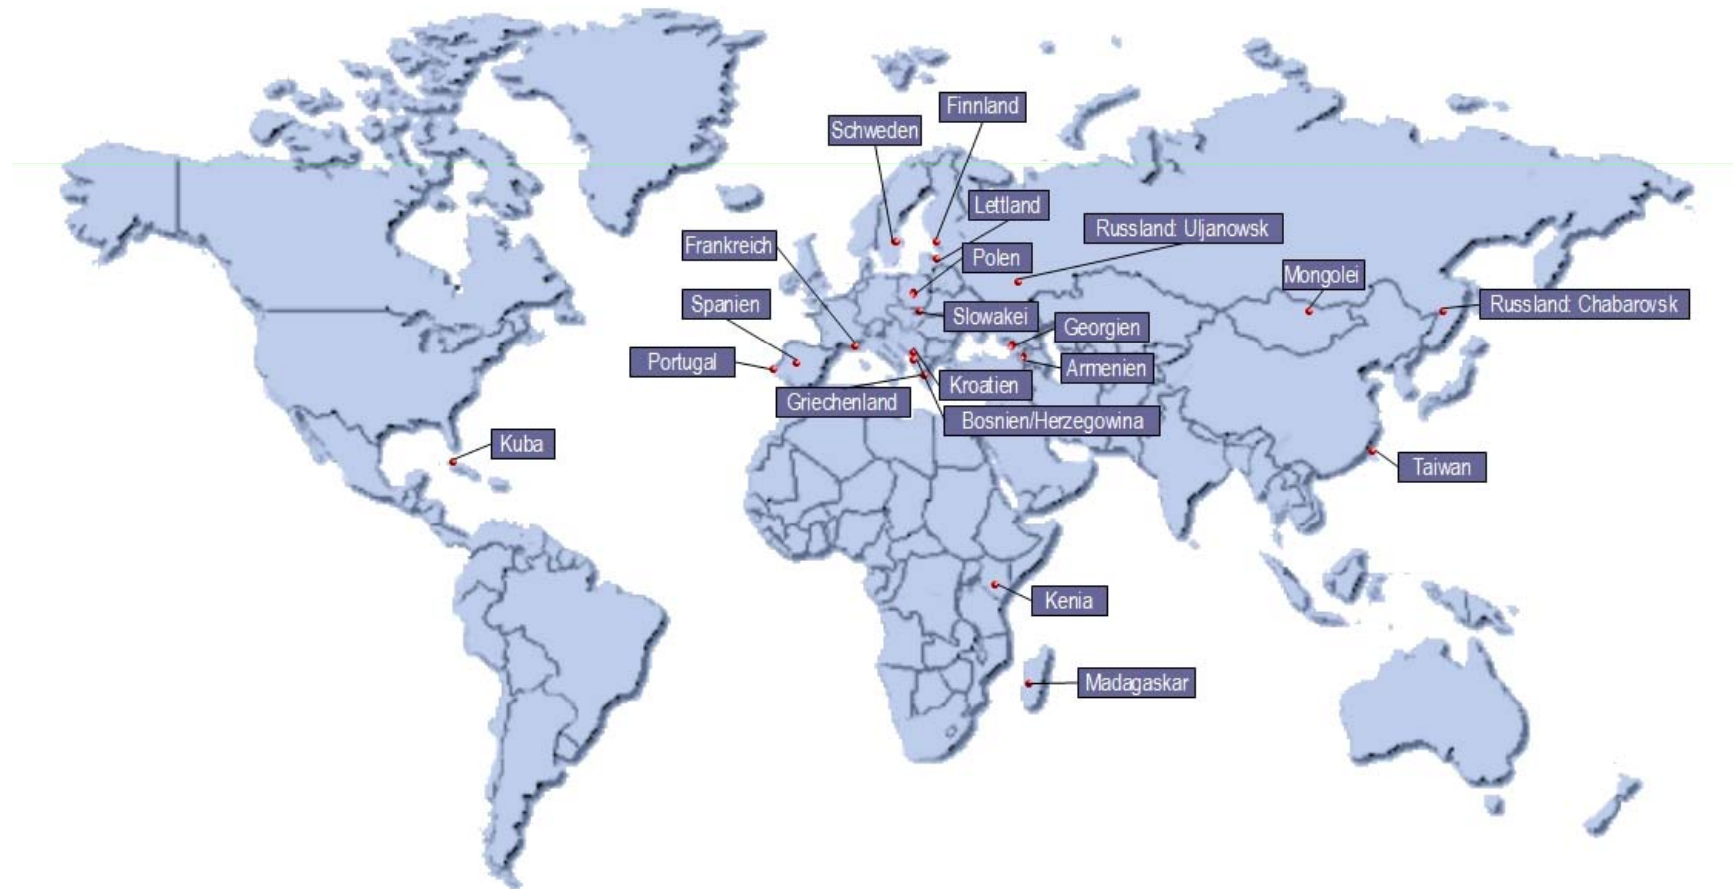 Finnland
Schweden
Lettland
Russland: Uljanowsk
Frankreich
Polen
Mongolei
Spanien
Slowakei
Russland: Chabarovsk
Georgien
Portugal
Armenien
Kroatien
Griechenland
Bosnien/Herzegowina
Kuba
Taiwan
Kenia
Madagaskar